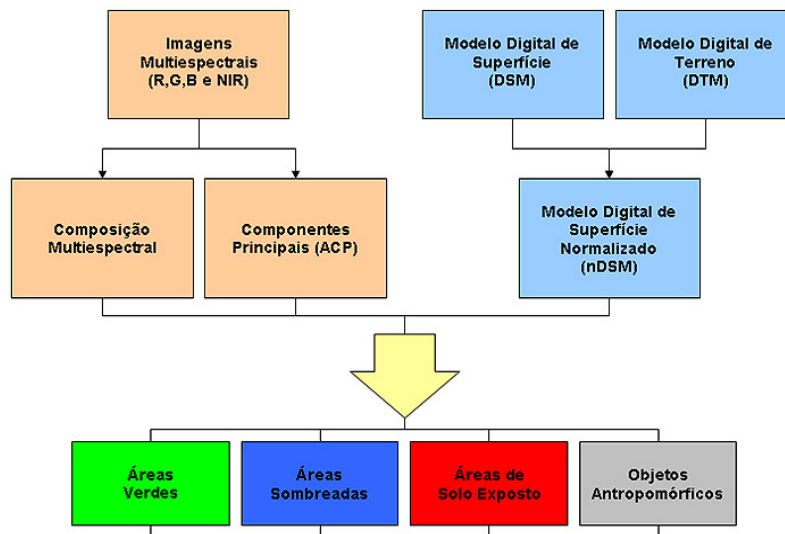 Imagens
Multiespectrais
(R,G,B e NIR)
Modelo Digital de
Superfície
(DSM)
Modelo Digital de
Terreno
(DTM)
Composição
Multiespectral
Componentes
Principais (ACP)
Modelo Digital de
Superfície
Normalizado
(nDSM)
Áreas
Verdes
Áreas
Sombreadas
Áreas de
Solo Exposto
Objetos
Antropomórficos